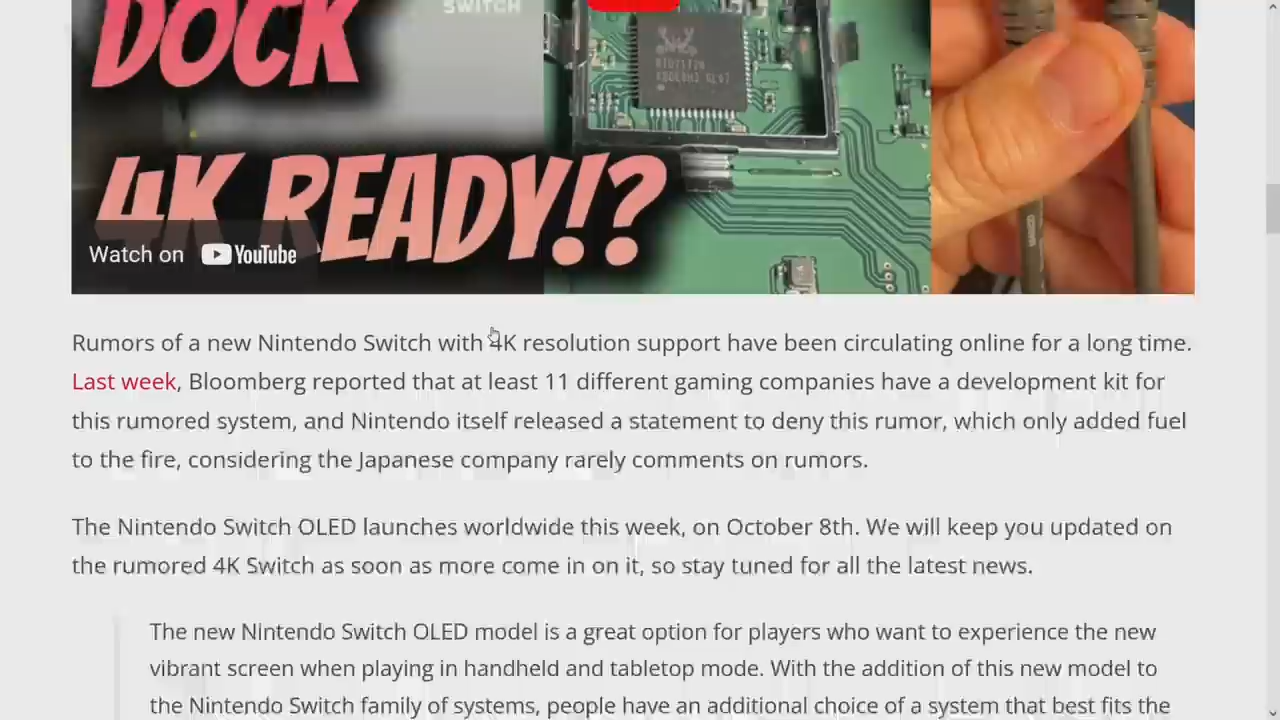 SWITCH
DOCK
4K READY!?
Watch on YouTube
Rumors of a new Nintendo Switch with 4K resolution support have been circulating online for a long time.
Last week, Bloomberg reported that at least 11 different gaming companies have a development kit for
this rumored system, and Nintendo itself released a statement to deny this rumor, which only added fuel
to the fire, considering the Japanese company rarely comments on rumors.
The Nintendo Switch OLED launches worldwide this week, on October 8th. We will keep you updated on
the rumored 4K Switch as soon as more come in on it, so stay tuned for all the latest news.
The new Nintendo Switch OLED model is a great option for players who want to experience the new
vibrant screen when playing in handheld and tabletop mode. With the addition of this new model to
the Nintendo Switch family of systems, people have an additional choice of a system that best fits the